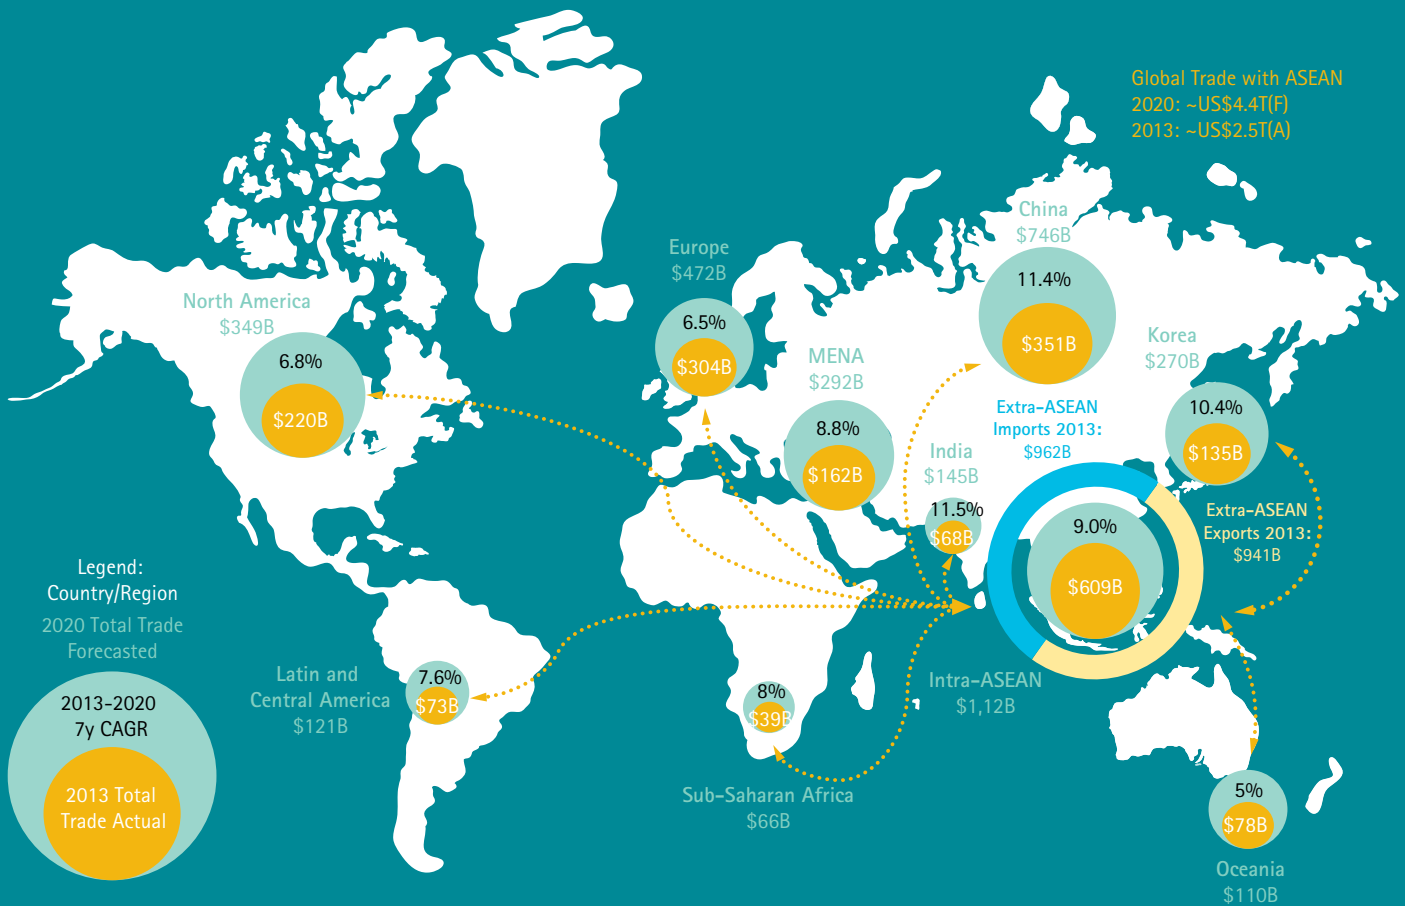 Global Trade with ASEAN
2020: ~US$4.4T(F)
2013: ~US$2.5T(A)
China
$746B
11.4%
$351B
Europe
$472B
6.5%
$304B
North America
$349B
6.8%
$220B
MENA
$292B
8.8%
$162B
Korea
$270B
10.4%
$135B
Extra-ASEAN
Imports 2013:
$962B
India
$145B
11.5%
$68B
9.0%
$609B
Extra-ASEAN
Exports 2013:
$941B
Intra-ASEAN
$1,12B
Legend:
Country/Region
2020 Total Trade
Forecasted
2013-2020
7y CAGR
2013 Total
Trade Actual
Latin and
Central America
$121B
7.6%
$73B
8%
$39B
Sub-Saharan Africa
$66B
5%
$78B
Oceania
$110B